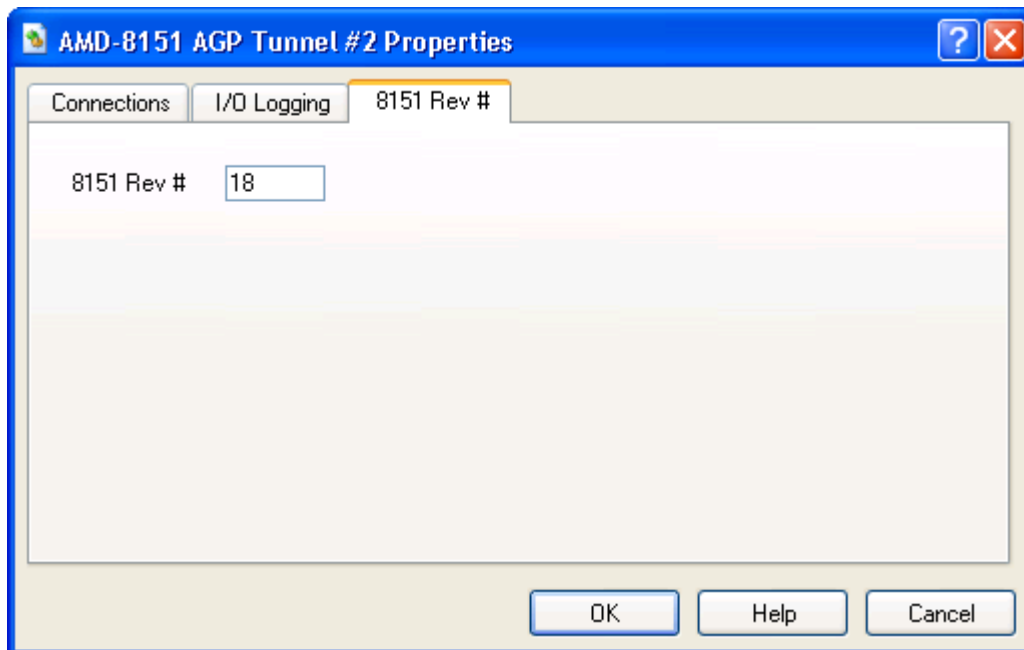 AMD-8151 AGP Tunnel #2 Properties
Connections I/O Logging 8151 Rev #
8151 Rev # 18
OK Help Cancel